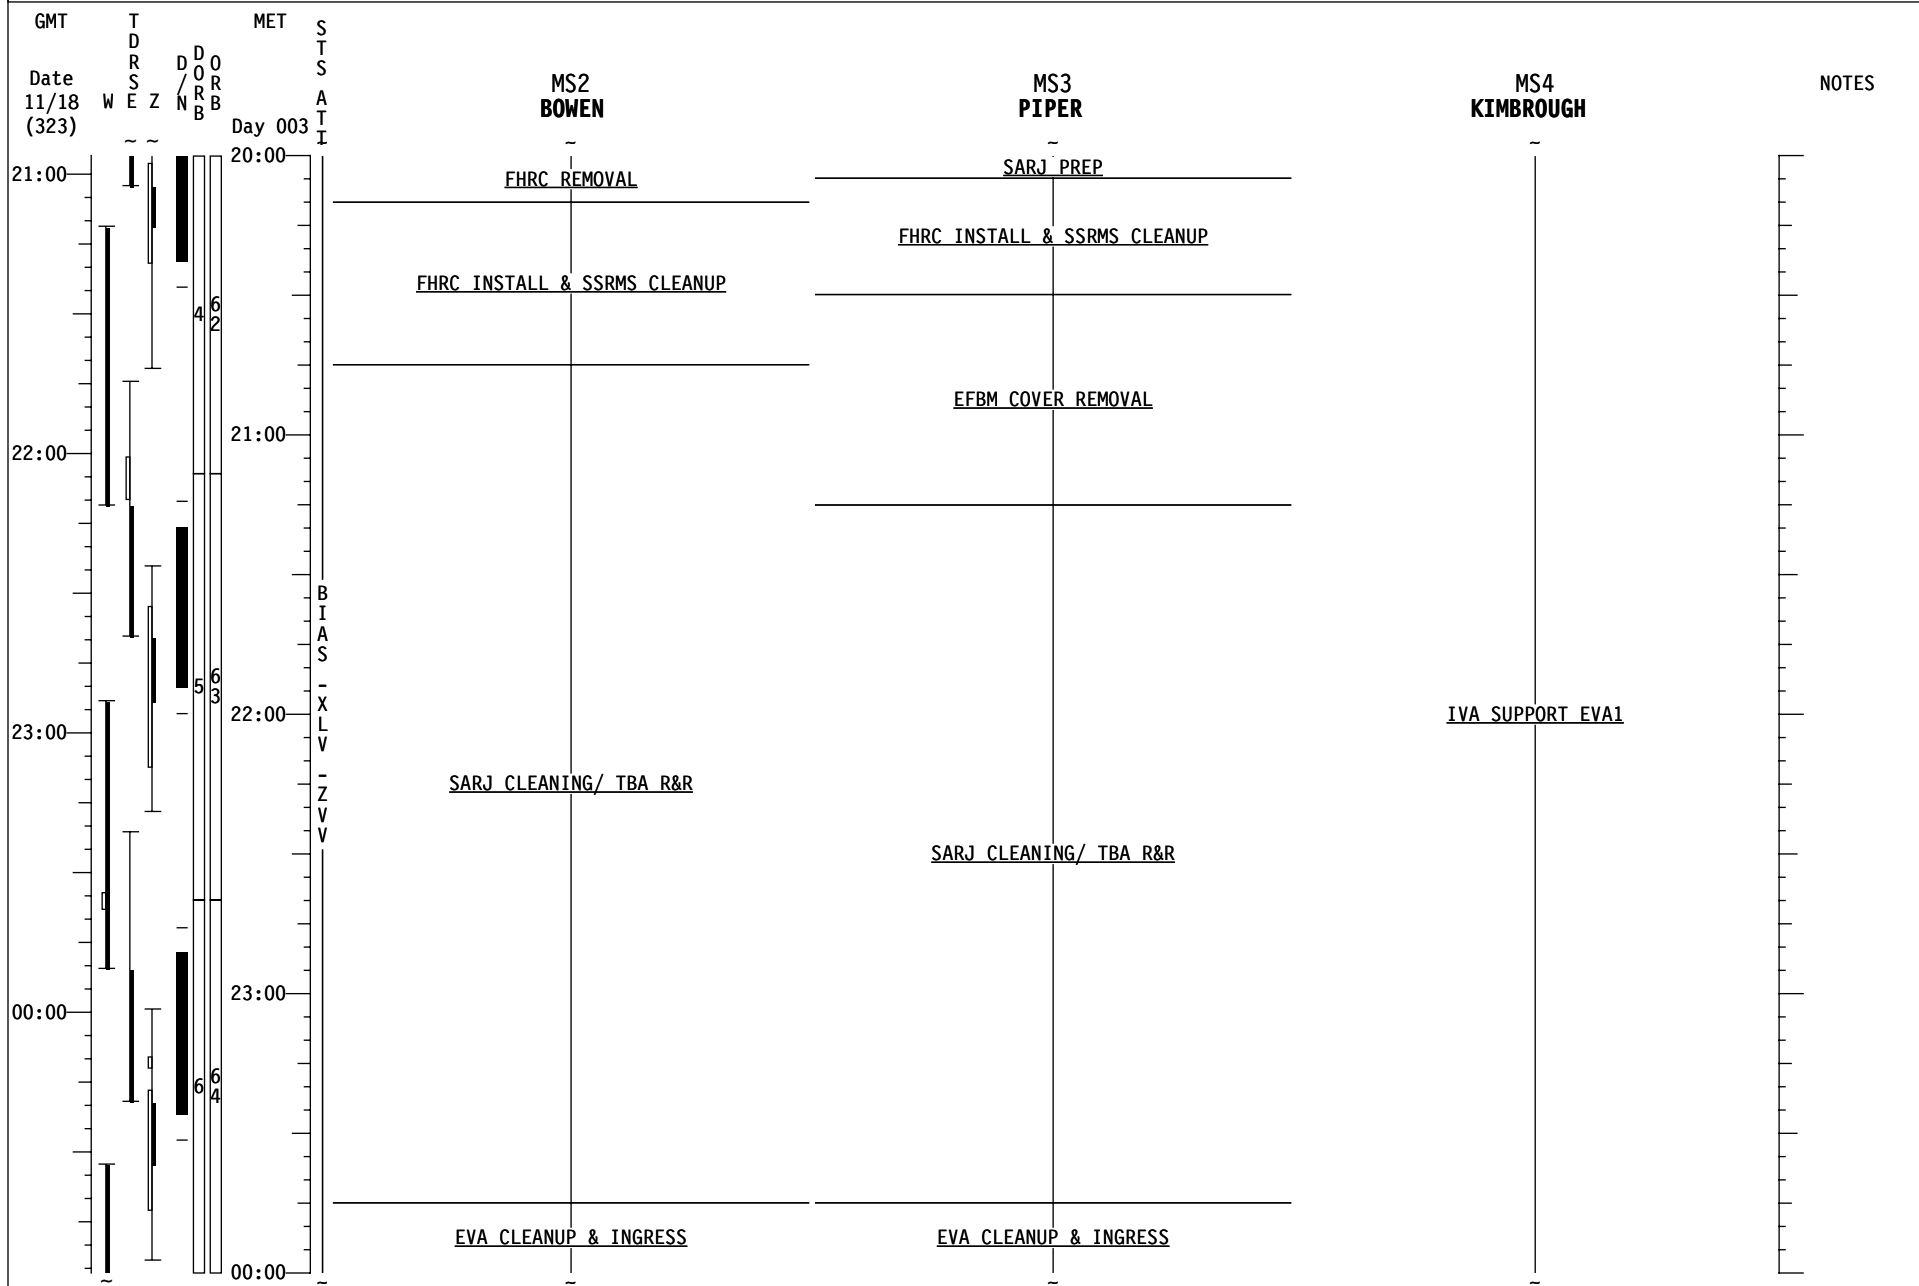 GMT
TDRSE
MET
STS ATT
Date
11/18
(323)
W E Z
D/N
DORB
ORB
Day 003
MS2
BOWEN
MS3
PIPER
MS4
KIMBROUGH
NOTES
~ ~ ~ ~ ~
20:00
21:00
SARJ PREP
FHRC REMOVAL
FHRC INSTALL & SSRMS CLEANUP
FHRC INSTALL & SSRMS CLEANUP
4
62
EFBM COVER REMOVAL
21:00
22:00
BIAS -XLV -ZVV
5
63
22:00
IVA SUPPORT EVA1
23:00
SARJ CLEANING/ TBA R&R
SARJ CLEANING/ TBA R&R
23:00
00:00
6
64
EVA CLEANUP & INGRESS
EVA CLEANUP & INGRESS
00:00
~ ~ ~ ~ ~